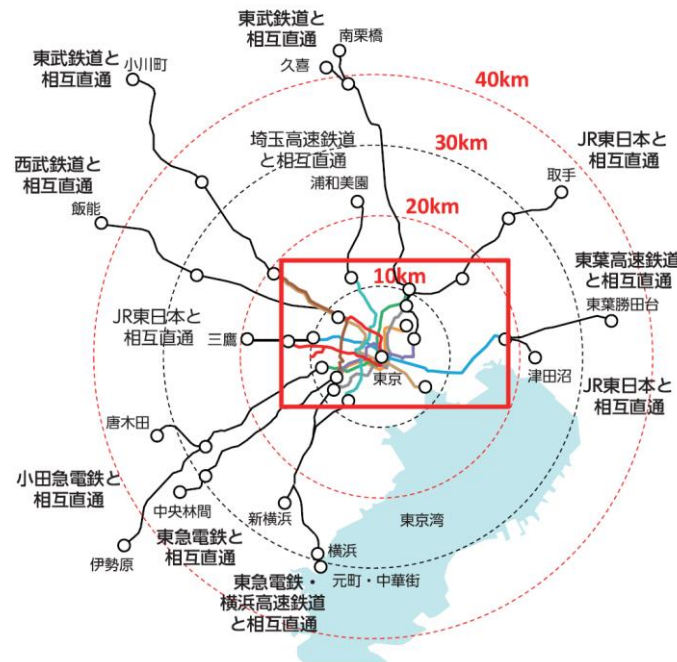 東武鉄道と
相互直通
南栗橋
久喜
東武鉄道と
相互直通
小川町
40km
埼玉高速鉄道
と相互直通
浦和美園
30km
JR東日本と
相互直通
取手
西武鉄道と
相互直通
飯能
20km
東葉高速鉄道
と相互直通
東葉勝田台
10km
JR東日本と
相互直通
三鷹
東京
津田沼
JR東日本と
相互直通
唐木田
小田急電鉄と
相互直通
伊勢原
中央林間
東急電鉄と
相互直通
新横浜
東京湾
横浜
元町・中華街
東急電鉄・
横浜高速鉄道
と相互直通